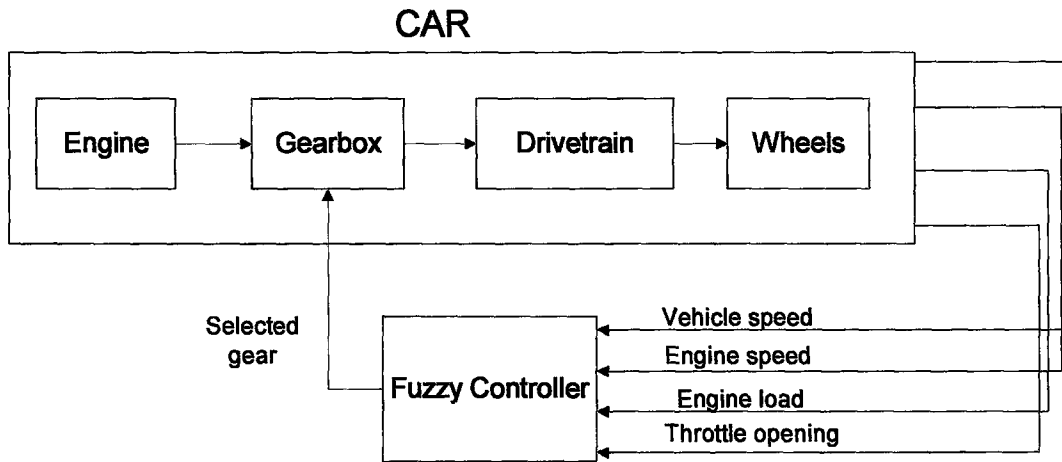 CAR
Engine
Gearbox
Drivetrain
Wheels
Selected
gear
Fuzzy Controller
Vehicle speed
Engine speed
Engine load
Throttle opening